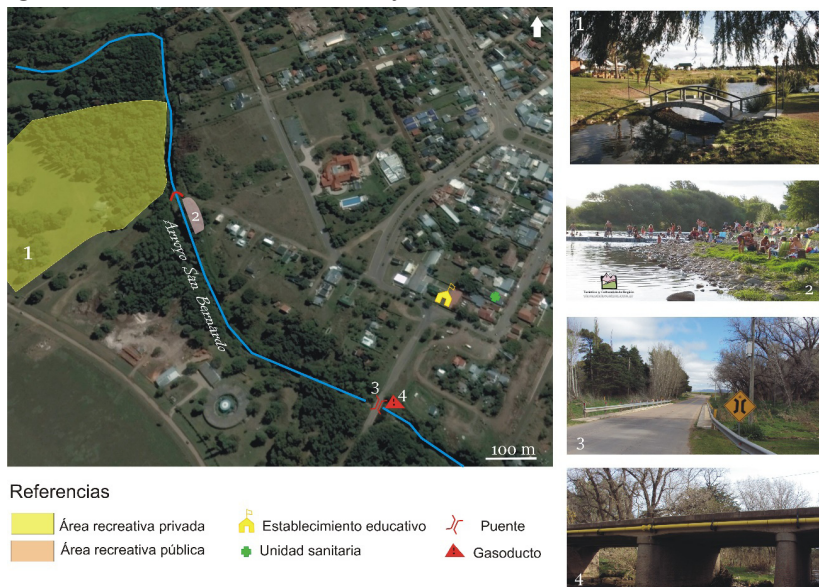 1
2
Arroyo San Bernardo
3
4
100 m
1
2
3
4
Referencias
Área recreativa privada
Área recreativa pública
Establecimiento educativo
Unidad sanitaria
Puente
Gasoducto